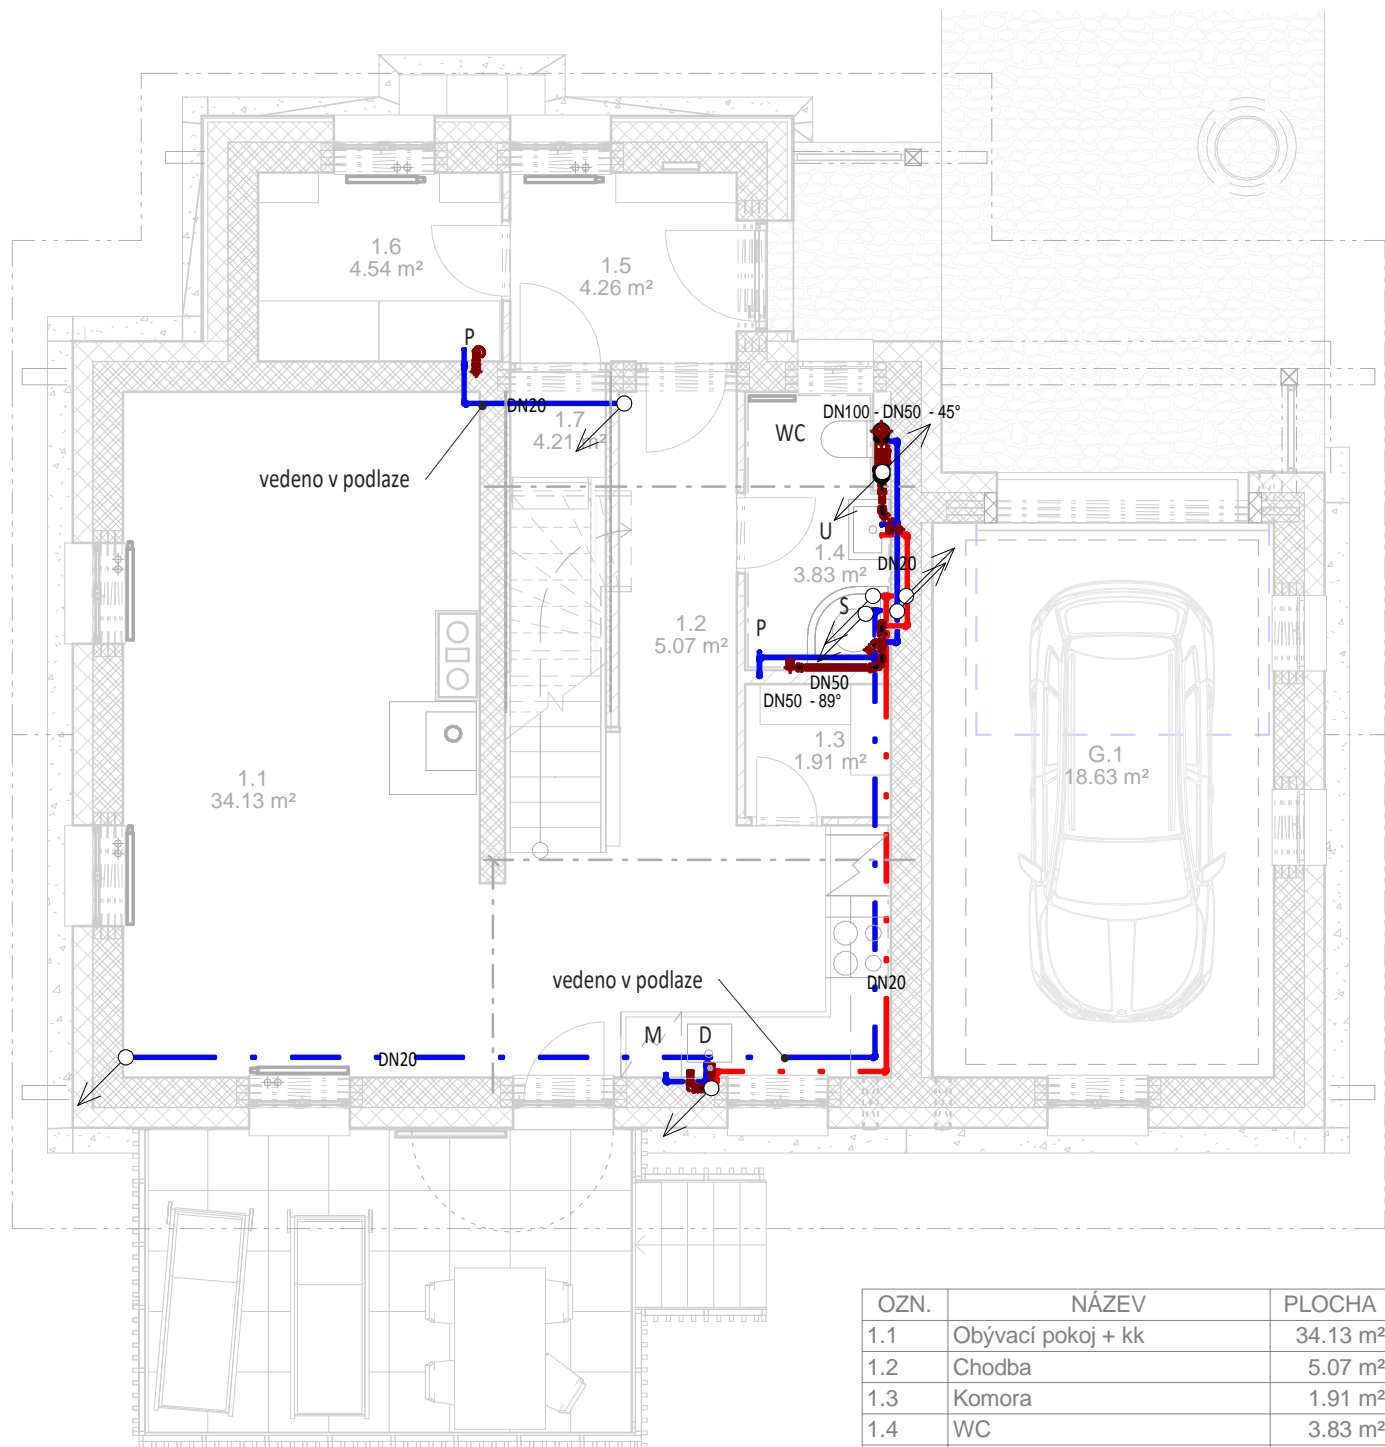 1.6
4.54 m²
1.5
4.26 m²
P
DN20
1.7
4.21 m²
vedeno v podlaze
WC
DN100 - DN50 - 45°
U
1.4
3.83 m²
DN20
S
P
1.2
5.07 m²
DN50
DN50 - 89°
1.3
1.91 m²
G.1
18.63 m²
1.1
34.13 m²
vedeno v podlaze
DN20
M
D
DN20
OZN. NÁZEV PLOCHA
1.1 Obývací pokoj + kk 34.13 m²
1.2 Chodba 5.07 m²
1.3 Komora 1.91 m²
1.4 WC 3.83 m²